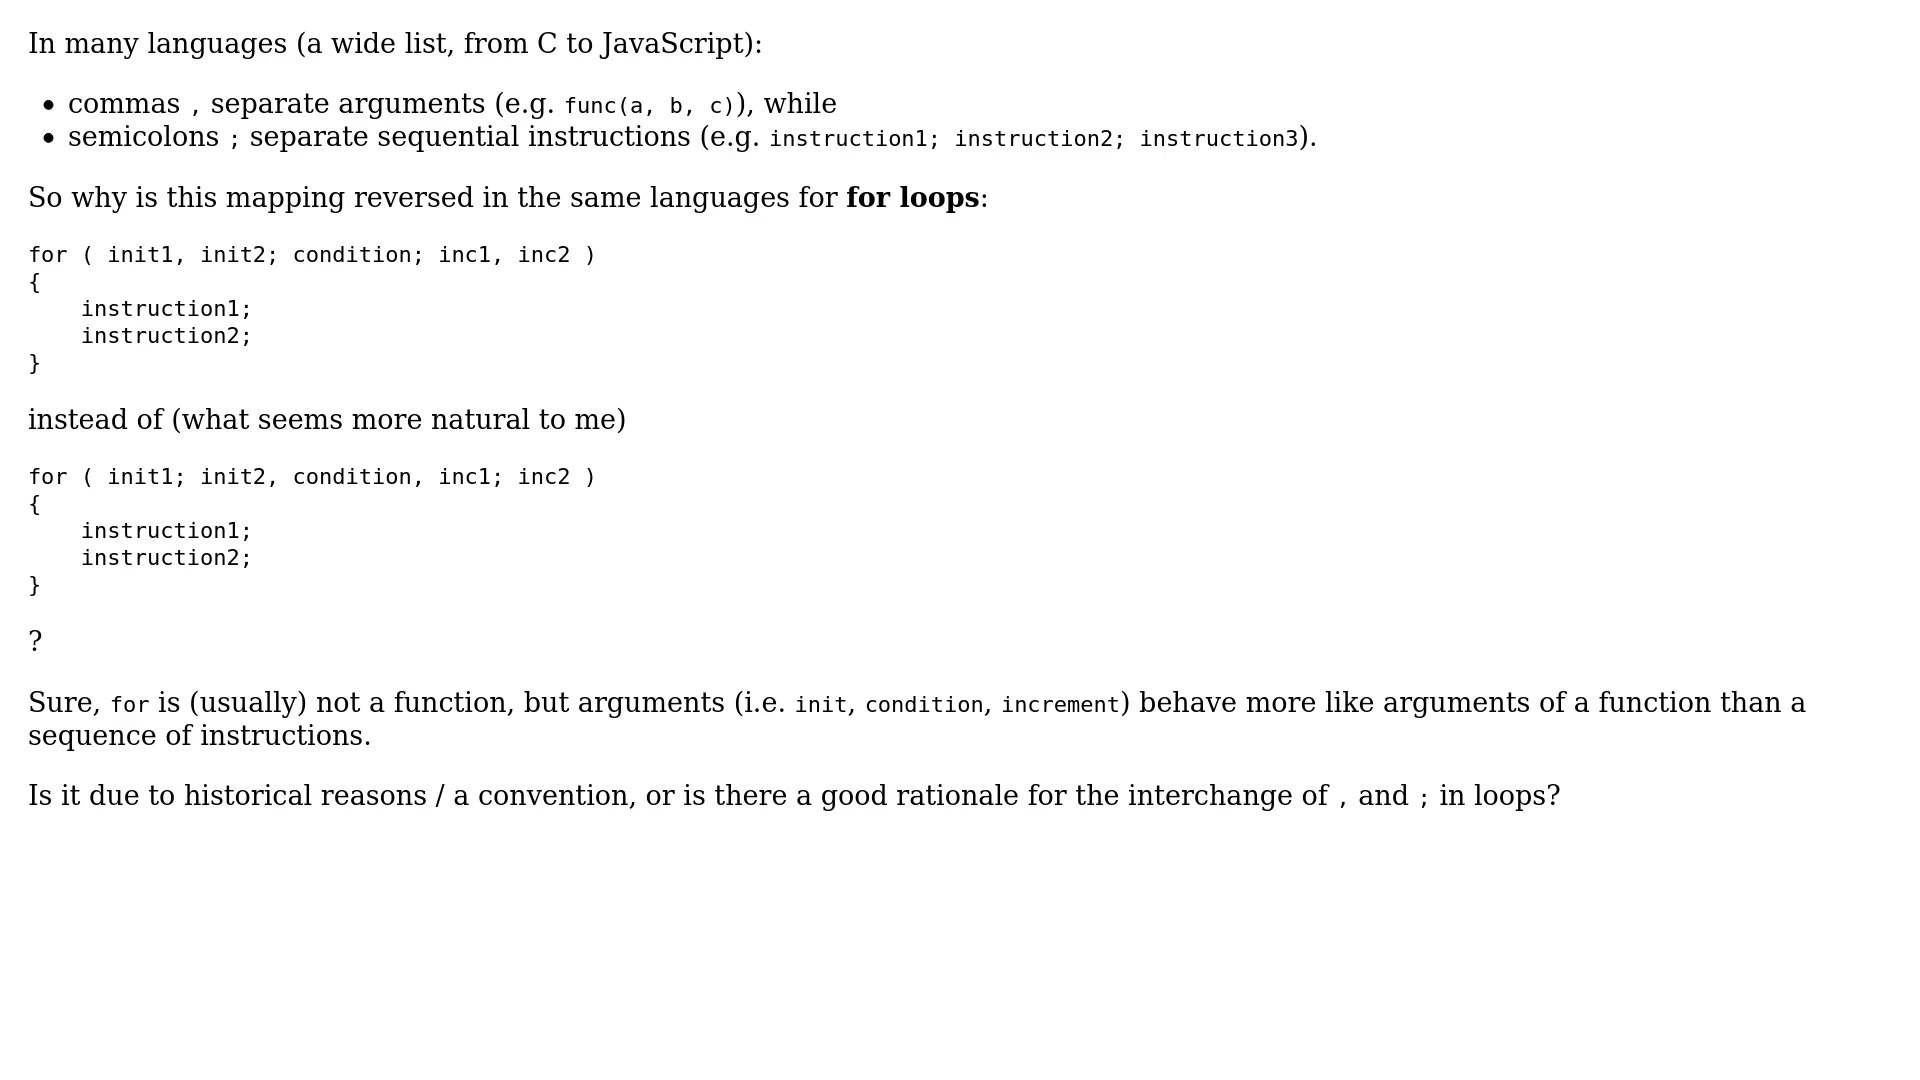 In many languages (a wide list, from C to JavaScript):
• commas , separate arguments (e.g. func(a, b, c)), while
• semicolons ; separate sequential instructions (e.g. instruction1; instruction2; instruction3).
So why is this mapping reversed in the same languages for for loops:
for ( init1, init2; condition; inc1, inc2 )
{
    instruction1;
    instruction2;
}
instead of (what seems more natural to me)
for ( init1; init2, condition, inc1; inc2 )
{
    instruction1;
    instruction2;
}
?
Sure, for is (usually) not a function, but arguments (i.e. init, condition, increment) behave more like arguments of a function than a
sequence of instructions.
Is it due to historical reasons / a convention, or is there a good rationale for the interchange of , and ; in loops?